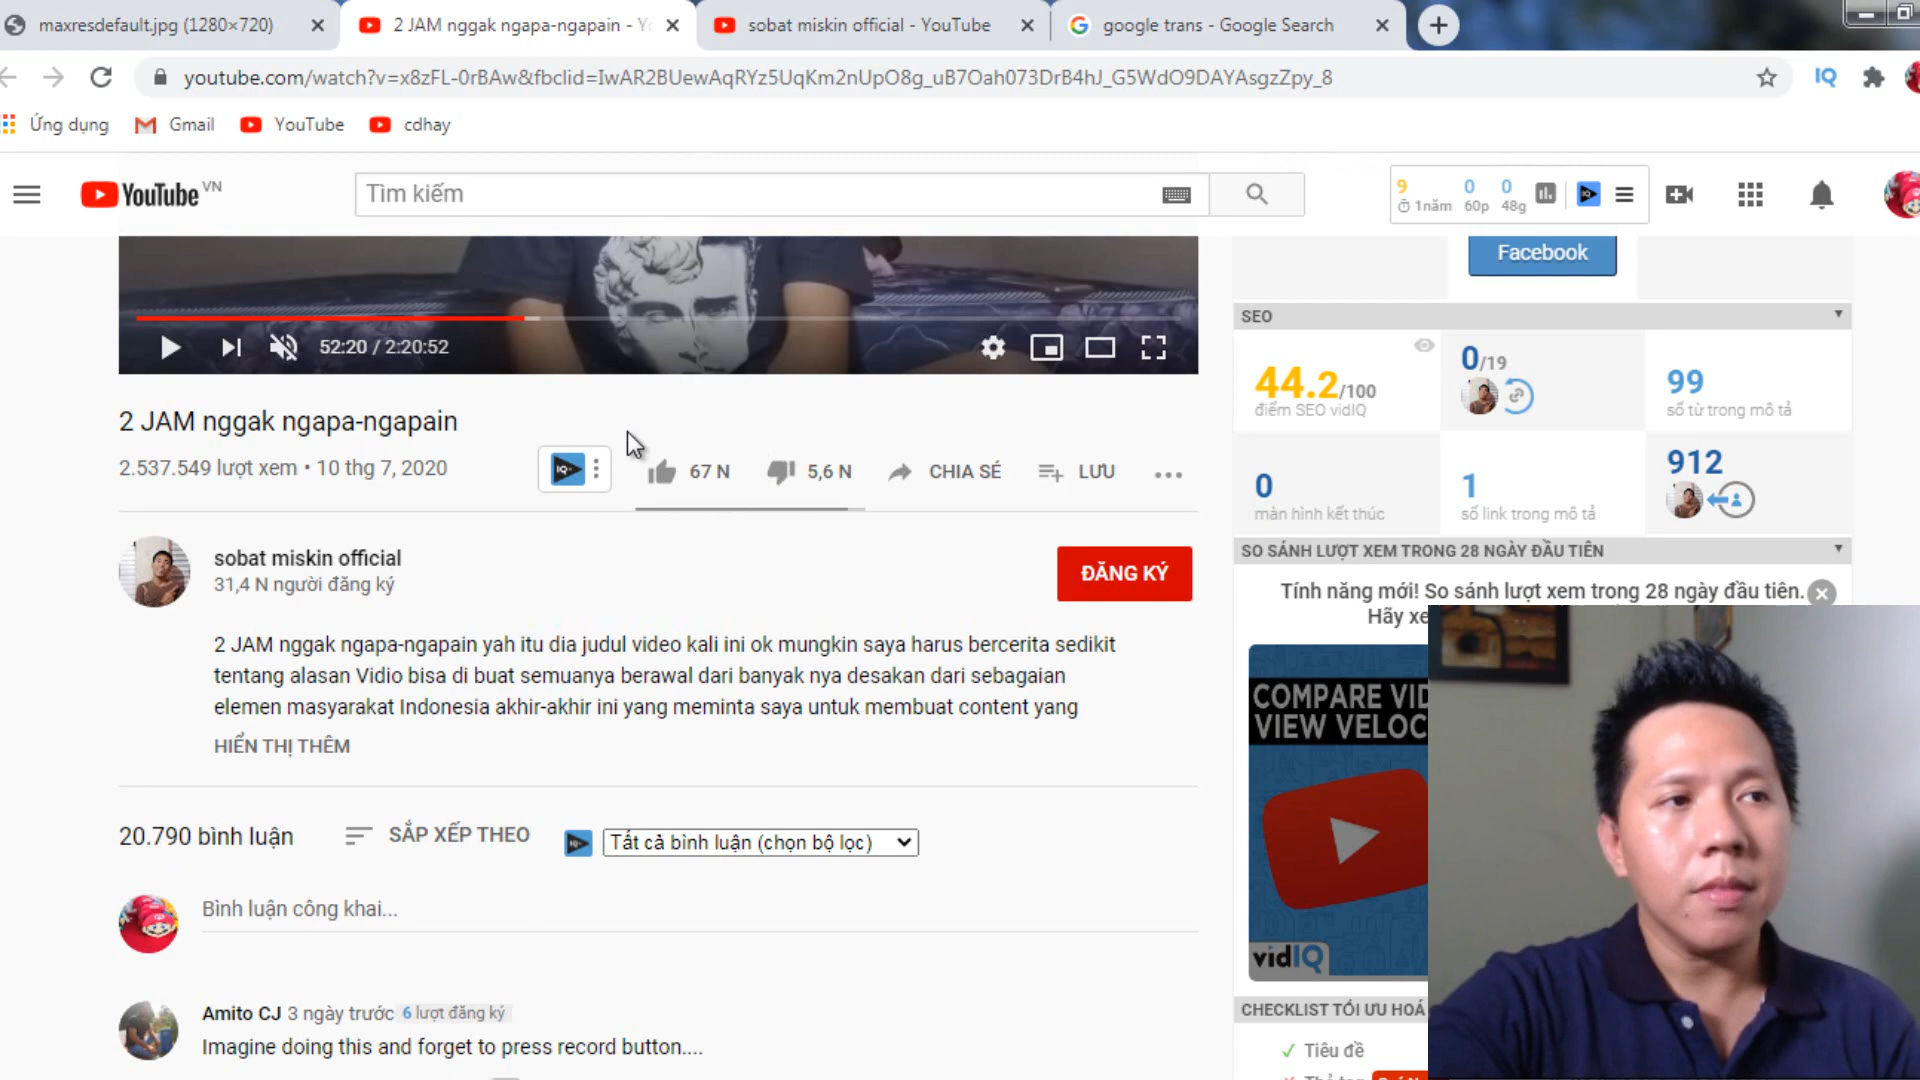 maxresdefault.jpg (1280×720)
2 JAM nggak ngapa-ngapain - Yo
sobat miskin official - YouTube
google trans - Google Search
youtube.com/watch?v=x8zFL-0rBAw&fbclid=IwAR2BUewAqRYz5UqKm2nUpO8g_uB7Oah073DrB4hJ_G5WdO9DAYAsgzZpy_8
IQ
Ứng dụng
Gmail
YouTube
cdhay
YouTube VN
Tìm kiếm
9 0 0
1năm 60p 48g
Facebook
52:20 / 2:20:52
SEO
44.2/100
điểm SEO vidIQ
0/19
99
số từ trong mô tả
0
màn hình kết thúc
1
số link trong mô tả
912
2 JAM nggak ngapa-ngapain
2.537.549 lượt xem • 10 thg 7, 2020
67 N
5,6 N
CHIA SẺ
LƯU
SO SÁNH LƯỢT XEM TRONG 28 NGÀY ĐẦU TIÊN
Tính năng mới! So sánh lượt xem trong 28 ngày đầu tiên.
Hãy xe
COMPARE VID
VIEW VELOC
vidIQ
sobat miskin official
31,4 N người đăng ký
ĐĂNG KÝ
2 JAM nggak ngapa-ngapain yah itu dia judul video kali ini ok mungkin saya harus bercerita sedikit
tentang alasan Vidio bisa di buat semuanya berawal dari banyak nya desakan dari sebagaian
elemen masyarakat Indonesia akhir-akhir ini yang meminta saya untuk membuat content yang
HIỂN THỊ THÊM
20.790 bình luận
SẮP XẾP THEO
Tất cả bình luận (chọn bộ lọc)
Bình luận công khai...
Amito CJ 3 ngày trước 6 lượt đăng ký
Imagine doing this and forget to press record button....
CHECKLIST TỐI ƯU HOÁ
Tiêu đề